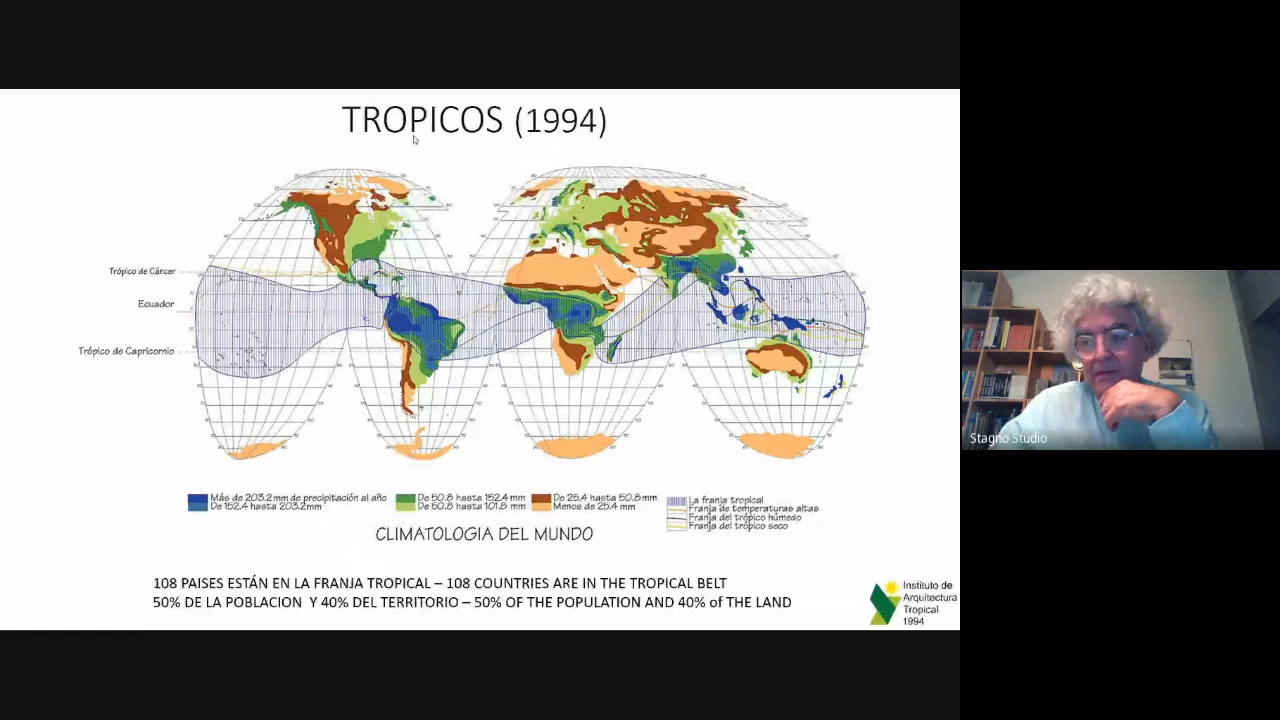 TROPICOS (1994)
Trópico de Cáncer
Ecuador
Trópico de Capricornio
Más de 203.2mm de precipitación al año
De 152.4 hasta 203.2mm
De 50.8 hasta 152.4 mm
De 50.8 hasta 101.8 mm
De 25.4 hasta 50.8mm
Menos de 25.4 mm
La franja tropical
Franja de temperaturas altas
Franja del trópico húmedo
Franja del trópico seco
CLIMATOLOGIA DEL MUNDO
108 PAISES ESTÁN EN LA FRANJA TROPICAL – 108 COUNTRIES ARE IN THE TROPICAL BELT
50% DE LA POBLACION Y 40% DEL TERRITORIO – 50% OF THE POPULATION AND 40% of THE LAND
Instituto de
Arquitectura
Tropical
1994
Stagno Studio